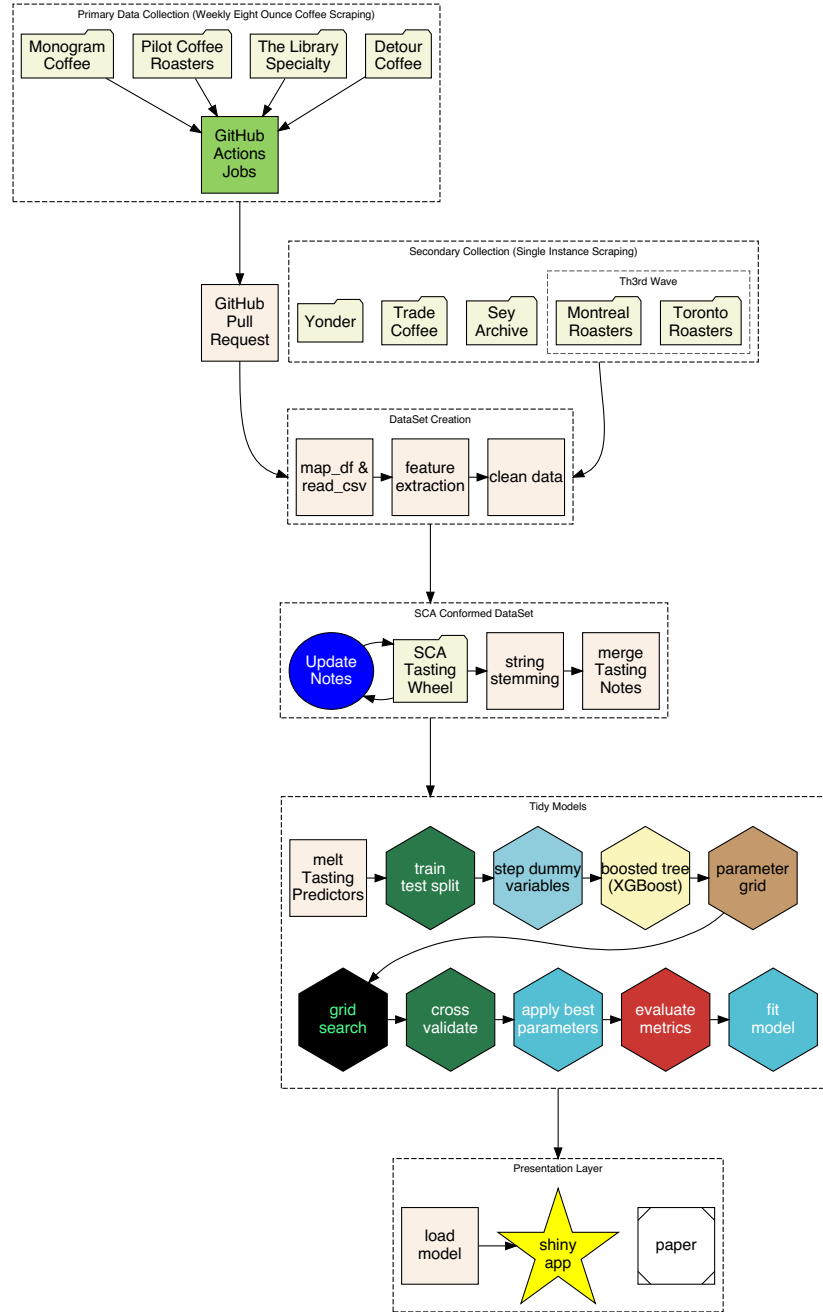 Primary Data Collection (Weekly Eight Ounce Coffee Scraping)
Monogram
Coffee
Pilot Coffee
Roasters
The Library
Specialty
Detour
Coffee
GitHub
Actions
Jobs
GitHub
Pull
Request
Secondary Collection (Single Instance Scraping)
Th3rd Wave
Yonder
Trade
Coffee
Sey
Archive
Montreal
Roasters
Toronto
Roasters
DataSet Creation
map_df &
read_csv
feature
extraction
clean data
SCA Conformed DataSet
Update
Notes
SCA
Tasting
Wheel
string
stemming
merge
Tasting
Notes
Tidy Models
melt
Tasting
Predictors
train
test split
step dummy
variables
boosted tree
(XGBoost)
parameter
grid
grid
search
cross
validate
apply best
parameters
evaluate
metrics
fit
model
Presentation Layer
load
model
shiny
app
paper